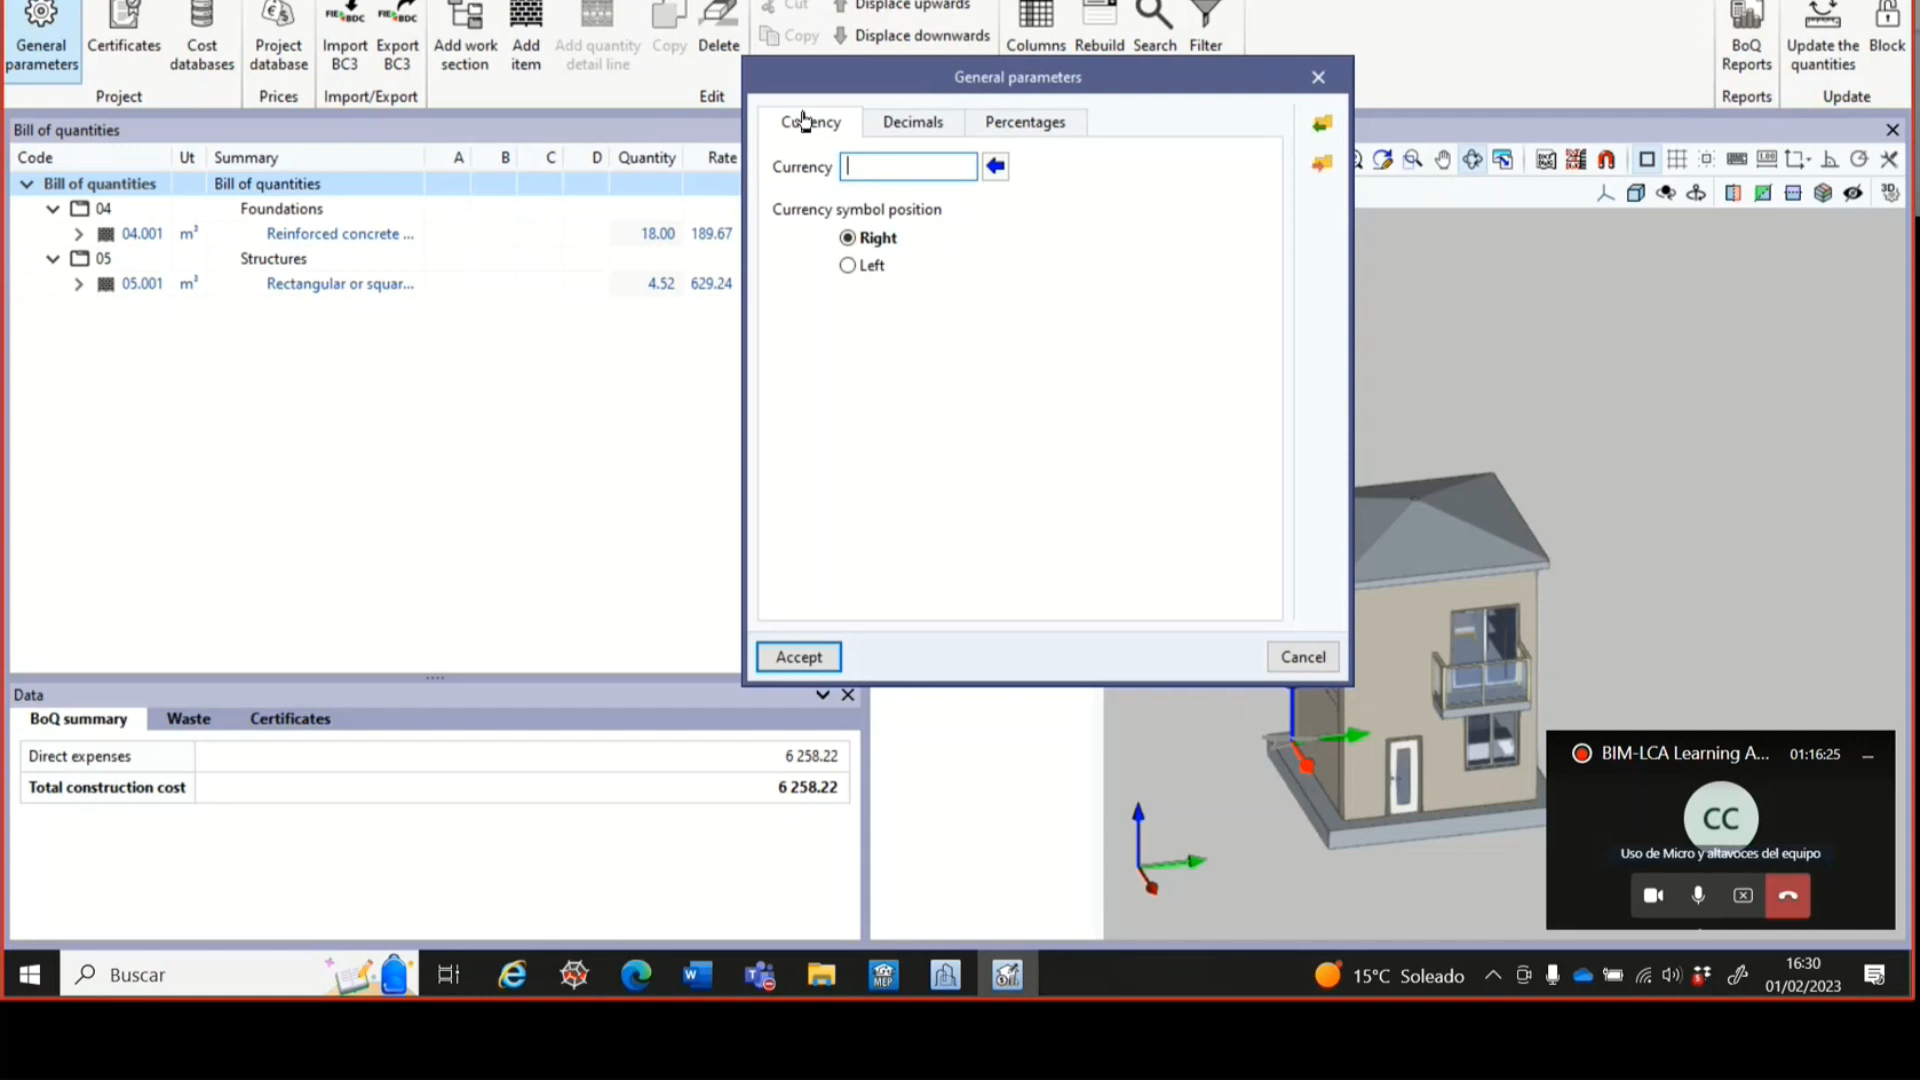 General
parameters
Certificates
Cost
databases
Project
database
Import
BC3
Export
BC3
Add work
section
Add
item
Add quantity
detail line
Copy
Delete
Cut
Copy
Displace upwards
Displace downwards
Columns
Rebuild
Search
Filter
BoQ
Reports
Update the
quantities
Block
Project
Prices
Import/Export
Edit
Reports
Update
Bill of quantities
Code Ut Summary A B C D Quantity Rate
Bill of quantities Bill of quantities
04 Foundations
04.001 m³ Reinforced concrete ... 18.00 189.67
05 Structures
05.001 m³ Rectangular or squar... 4.52 629.24
General parameters
Currency Decimals Percentages
Currency
Currency symbol position
Right
Left
Accept Cancel
Data
BoQ summary Waste Certificates
Direct expenses 6 258.22
Total construction cost 6 258.22
BIM-LCA Learning A... 01:16:25
CC
Uso de Micro y altavoces del equipo
Buscar
15°C Soleado
16:30
01/02/2023